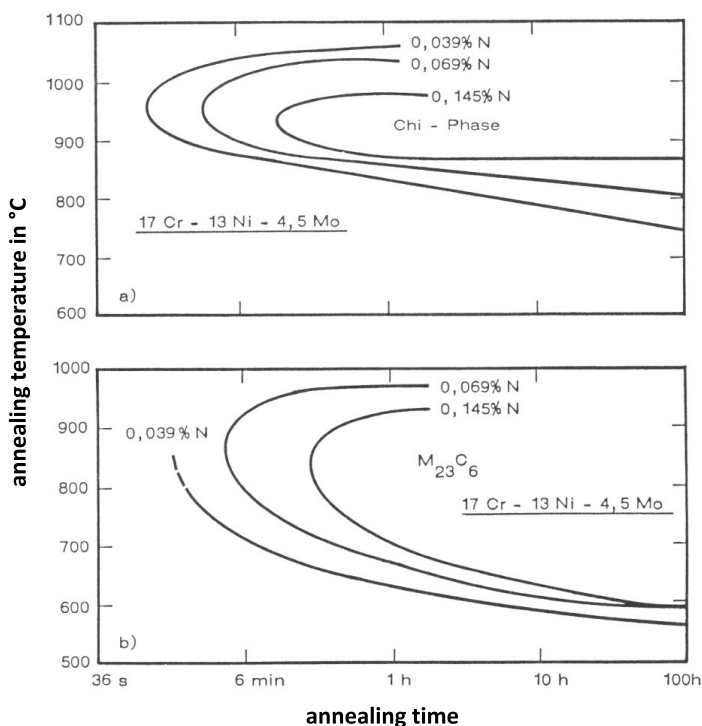 annealing temperature in °C
1100
1000
900
800
700
600
0,039% N
0,069% N
0,145% N
Chi - Phase
17 Cr - 13 Ni - 4,5 Mo
a)
1000
900
800
700
600
500
0,069% N
0,145% N
0,039% N
M23C6
17 Cr - 13 Ni - 4,5 Mo
b)
36 s 6 min 1 h 10 h 100h
annealing time